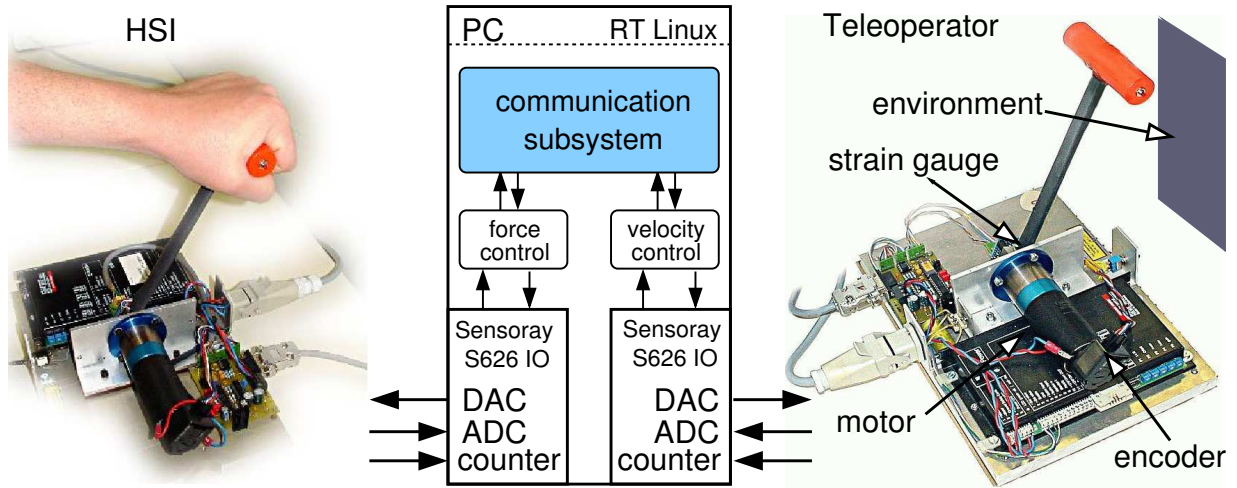 HSI
PC
RT Linux
communication
subsystem
force
control
velocity
control
Sensoray
S626 IO
DAC
ADC
counter
Sensoray
S626 IO
DAC
ADC
counter
Teleoperator
environment
strain gauge
motor
encoder